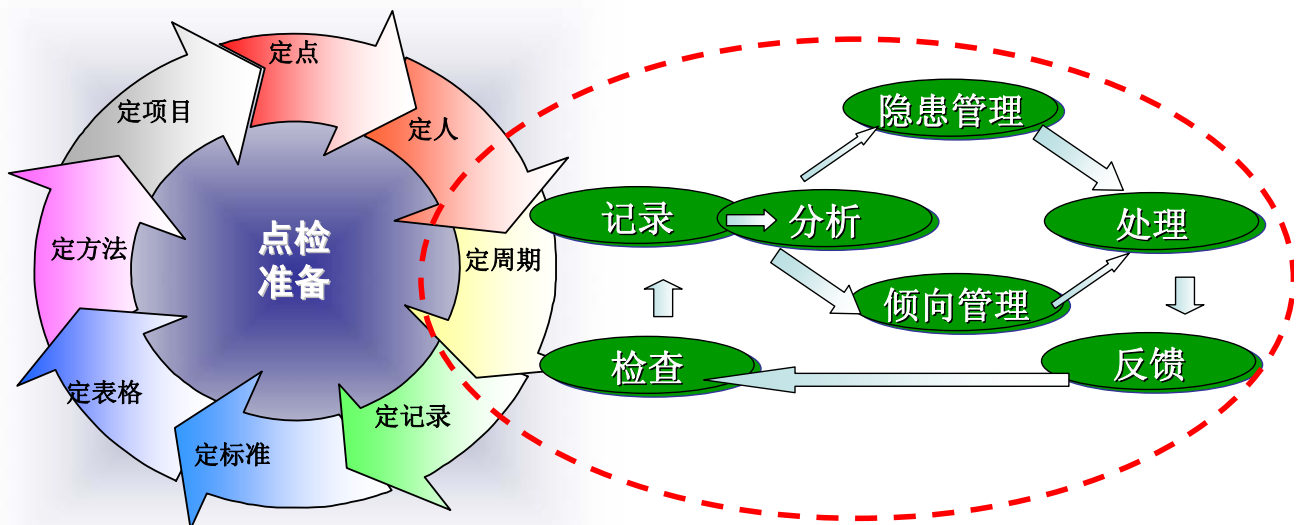 定点
定人
定周期
定记录
定标准
定表格
定方法
定项目
点检
准备
隐患管理
记录
分析
处理
倾向管理
检查
反馈